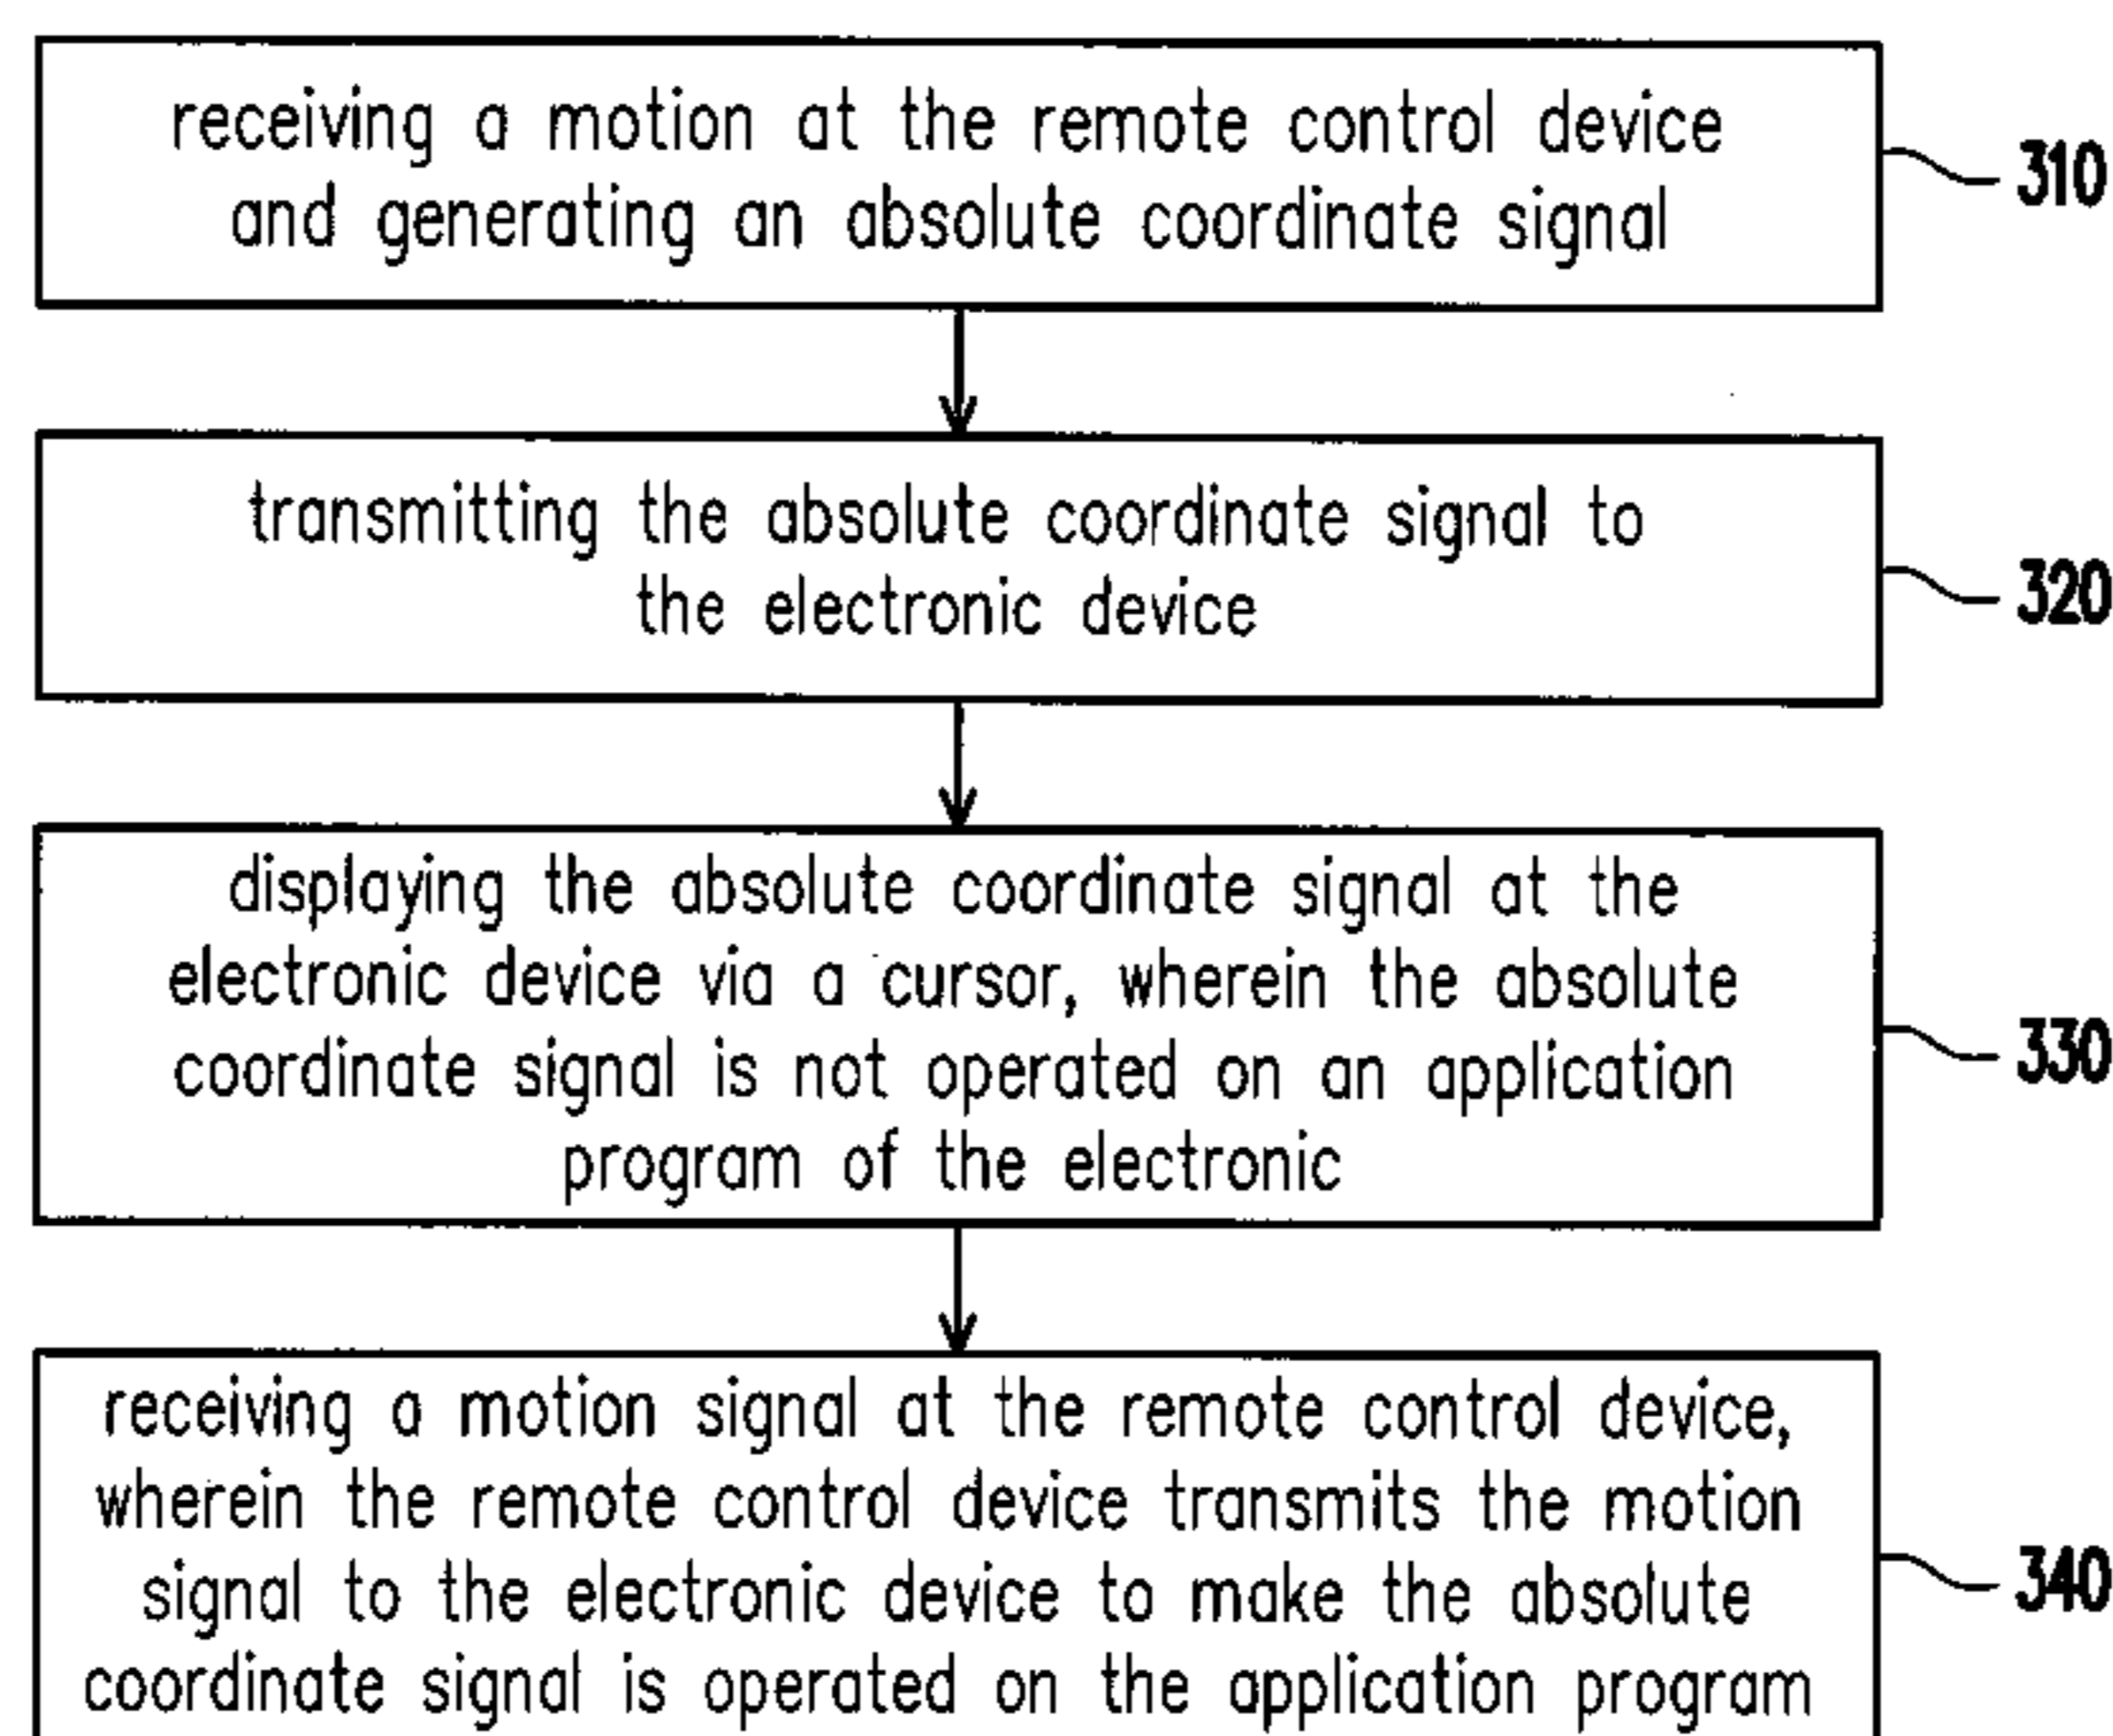 receiving a motion at the remote control device
and generating an absolute coordinate signal
310
transmitting the absolute coordinate signal to
the electronic device
320
displaying the absolute coordinate signal at the
electronic device via a cursor, wherein the absolute
coordinate signal is not operated on an application
program of the electronic
330
receiving a motion signal at the remote control device,
wherein the remote control device transmits the motion
signal to the electronic device to make the absolute
coordinate signal is operated on the application program
340